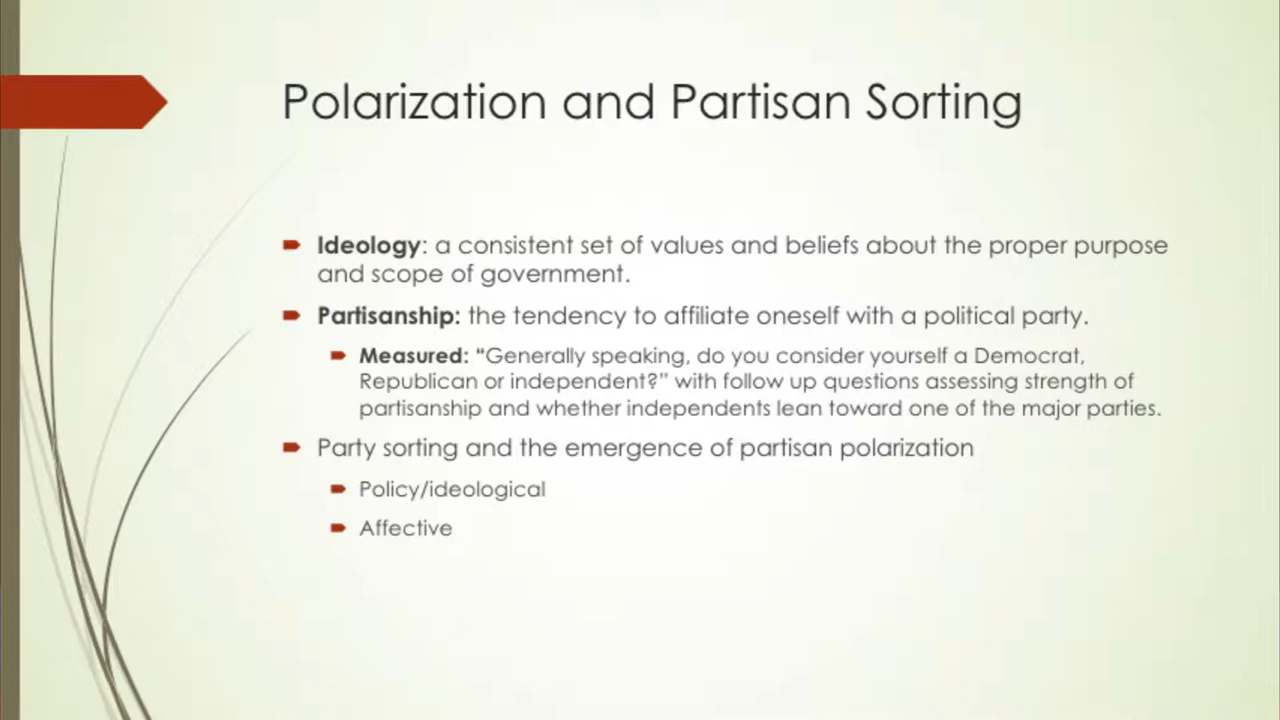 Polarization and Partisan Sorting
Ideology: a consistent set of values and beliefs about the proper purpose
and scope of government.
Partisanship: the tendency to affiliate oneself with a political party.
Measured: “Generally speaking, do you consider yourself a Democrat,
Republican or independent?” with follow up questions assessing strength of
partisanship and whether independents lean toward one of the major parties.
Party sorting and the emergence of partisan polarization
Policy/ideological
Affective